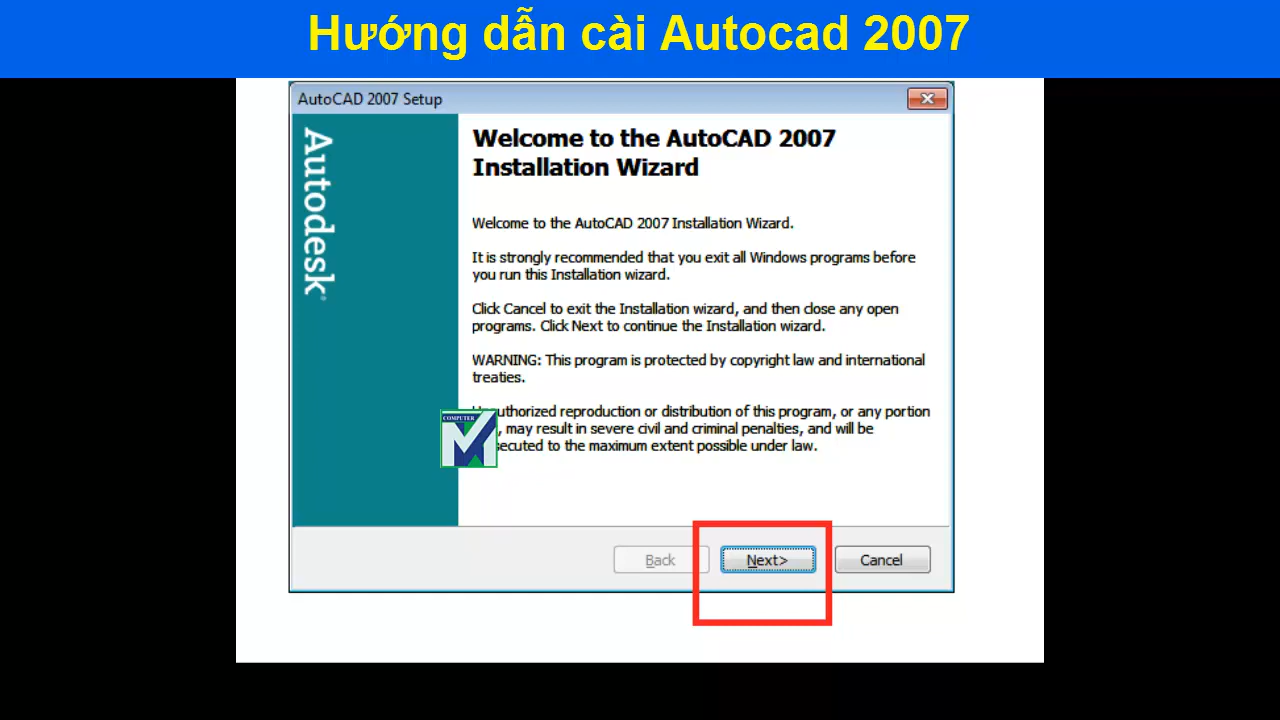 Hướng dẫn cài Autocad 2007
AutoCAD 2007 Setup
Autodesk
Welcome to the AutoCAD 2007
Installation Wizard
Welcome to the AutoCAD 2007 Installation Wizard.
It is strongly recommended that you exit all Windows programs before
you run this Installation wizard.
Click Cancel to exit the Installation wizard, and then close any open
programs. Click Next to continue the Installation wizard.
WARNING: This program is protected by copyright law and international
treaties.
reproduction or distribution of this program, or any portion
may result in severe civil and criminal penalties, and will be
to the maximum extent possible under law.
COMPUTER
Back
Next>
Cancel